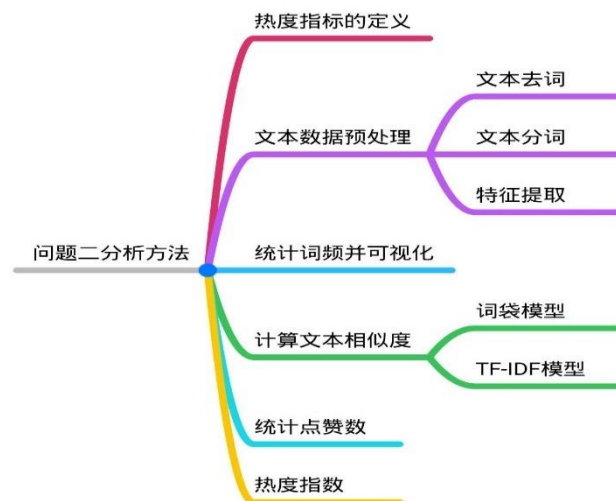 热度指标的定义
文本去词
文本数据预处理
文本分词
特征提取
问题二分析方法
统计词频并可视化
词袋模型
计算文本相似度
TF-IDF模型
统计点赞数
热度指数